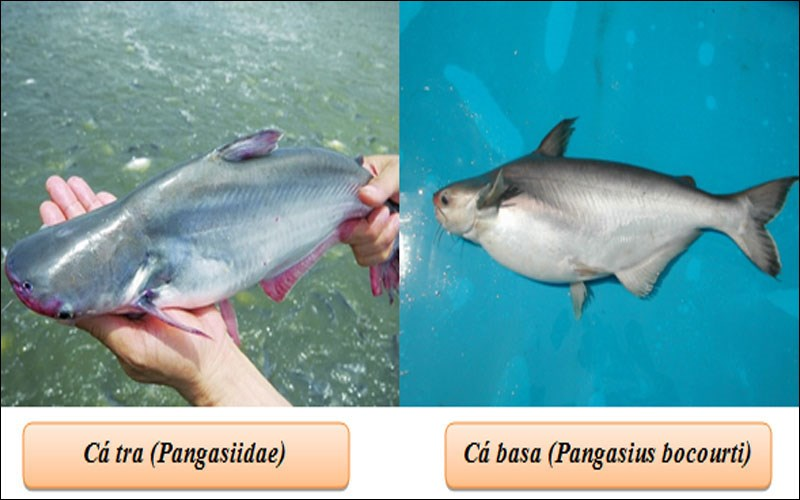 Cá tra (Pangasiidae)
Cá basa (Pangasius bocourti)